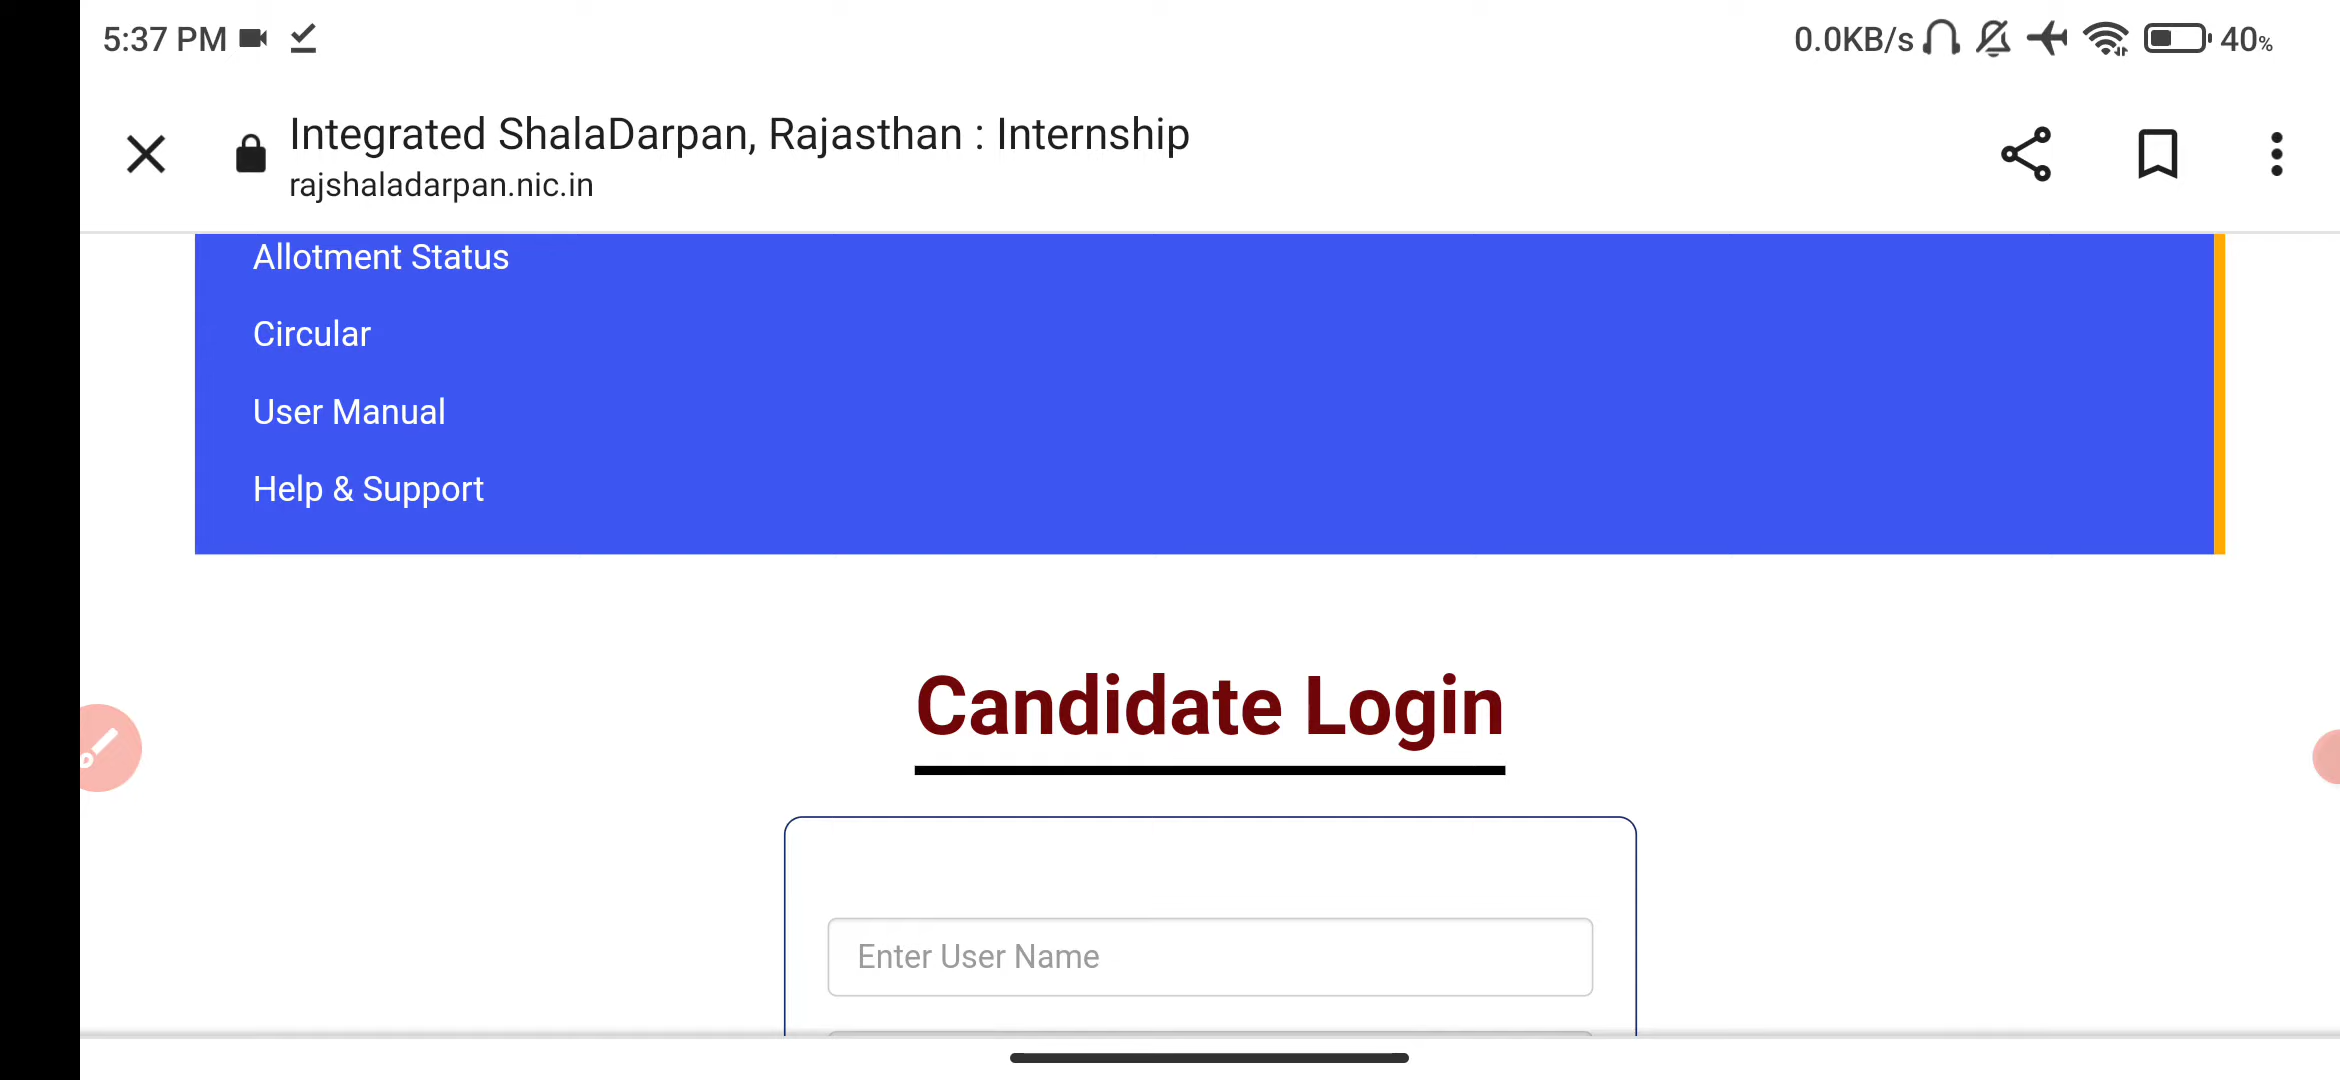 5:37 PM 0.0KB/s 40%
Integrated ShalaDarpan, Rajasthan : Internship
rajshaladarpan.nic.in
Allotment Status
Circular
User Manual
Help & Support
Candidate Login
Enter User Name